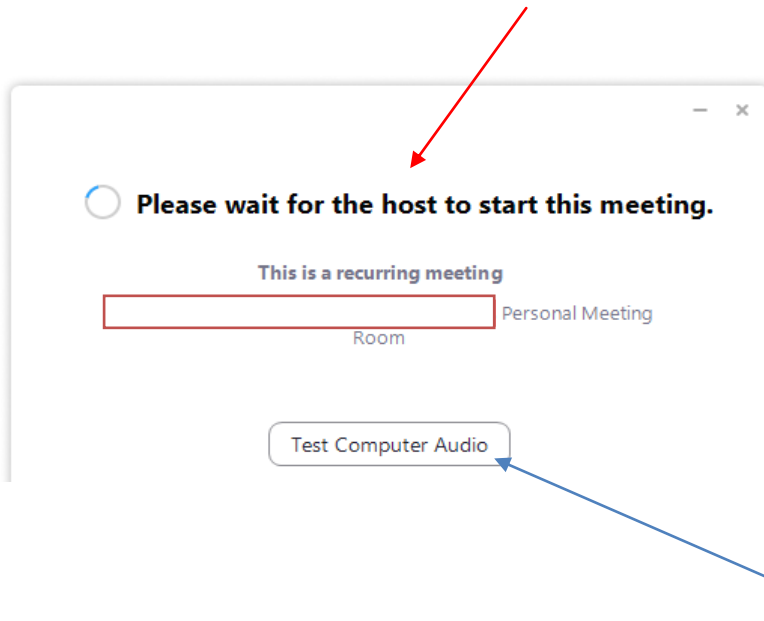 Please wait for the host to start this meeting.
This is a recurring meeting
Personal Meeting
Room
Test Computer Audio